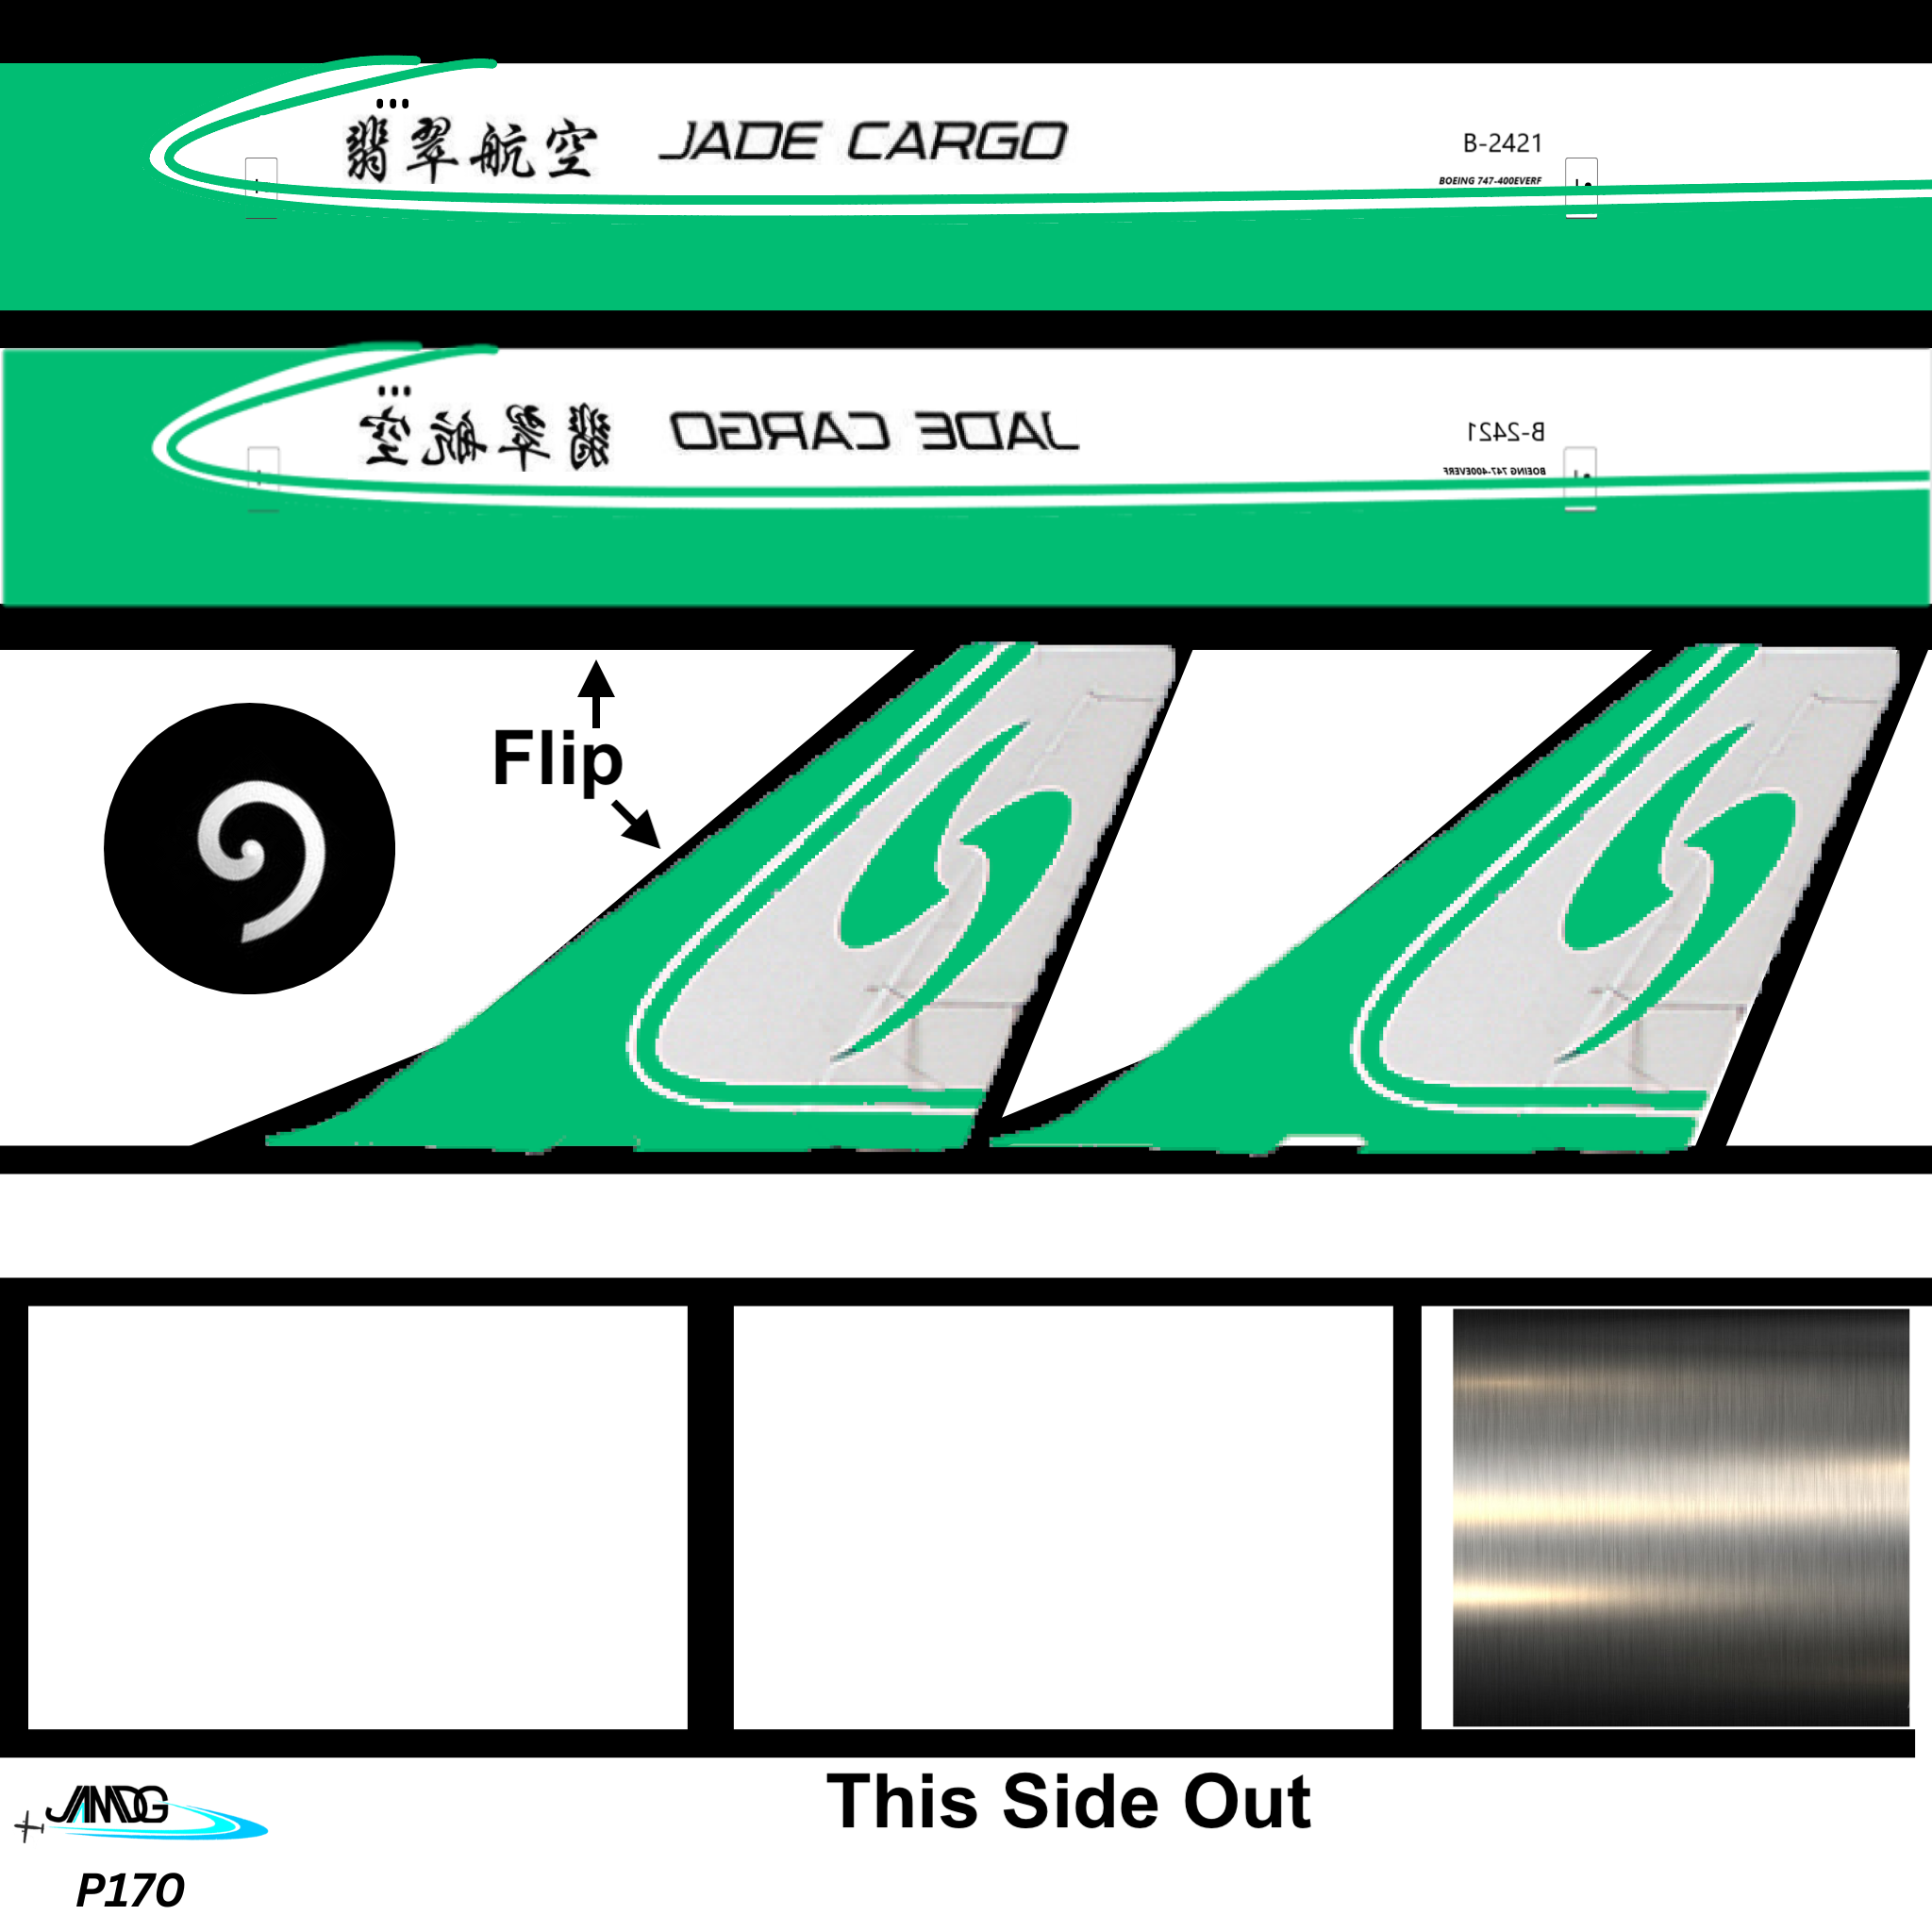 翡翠航空 JADE CARGO
B-2421
BOEING 747-400EVERF
空航翠翡 JADE CARGO
B-2421
BOEING 747-400EVERF
Flip
This Side Out
JAMDG
P170